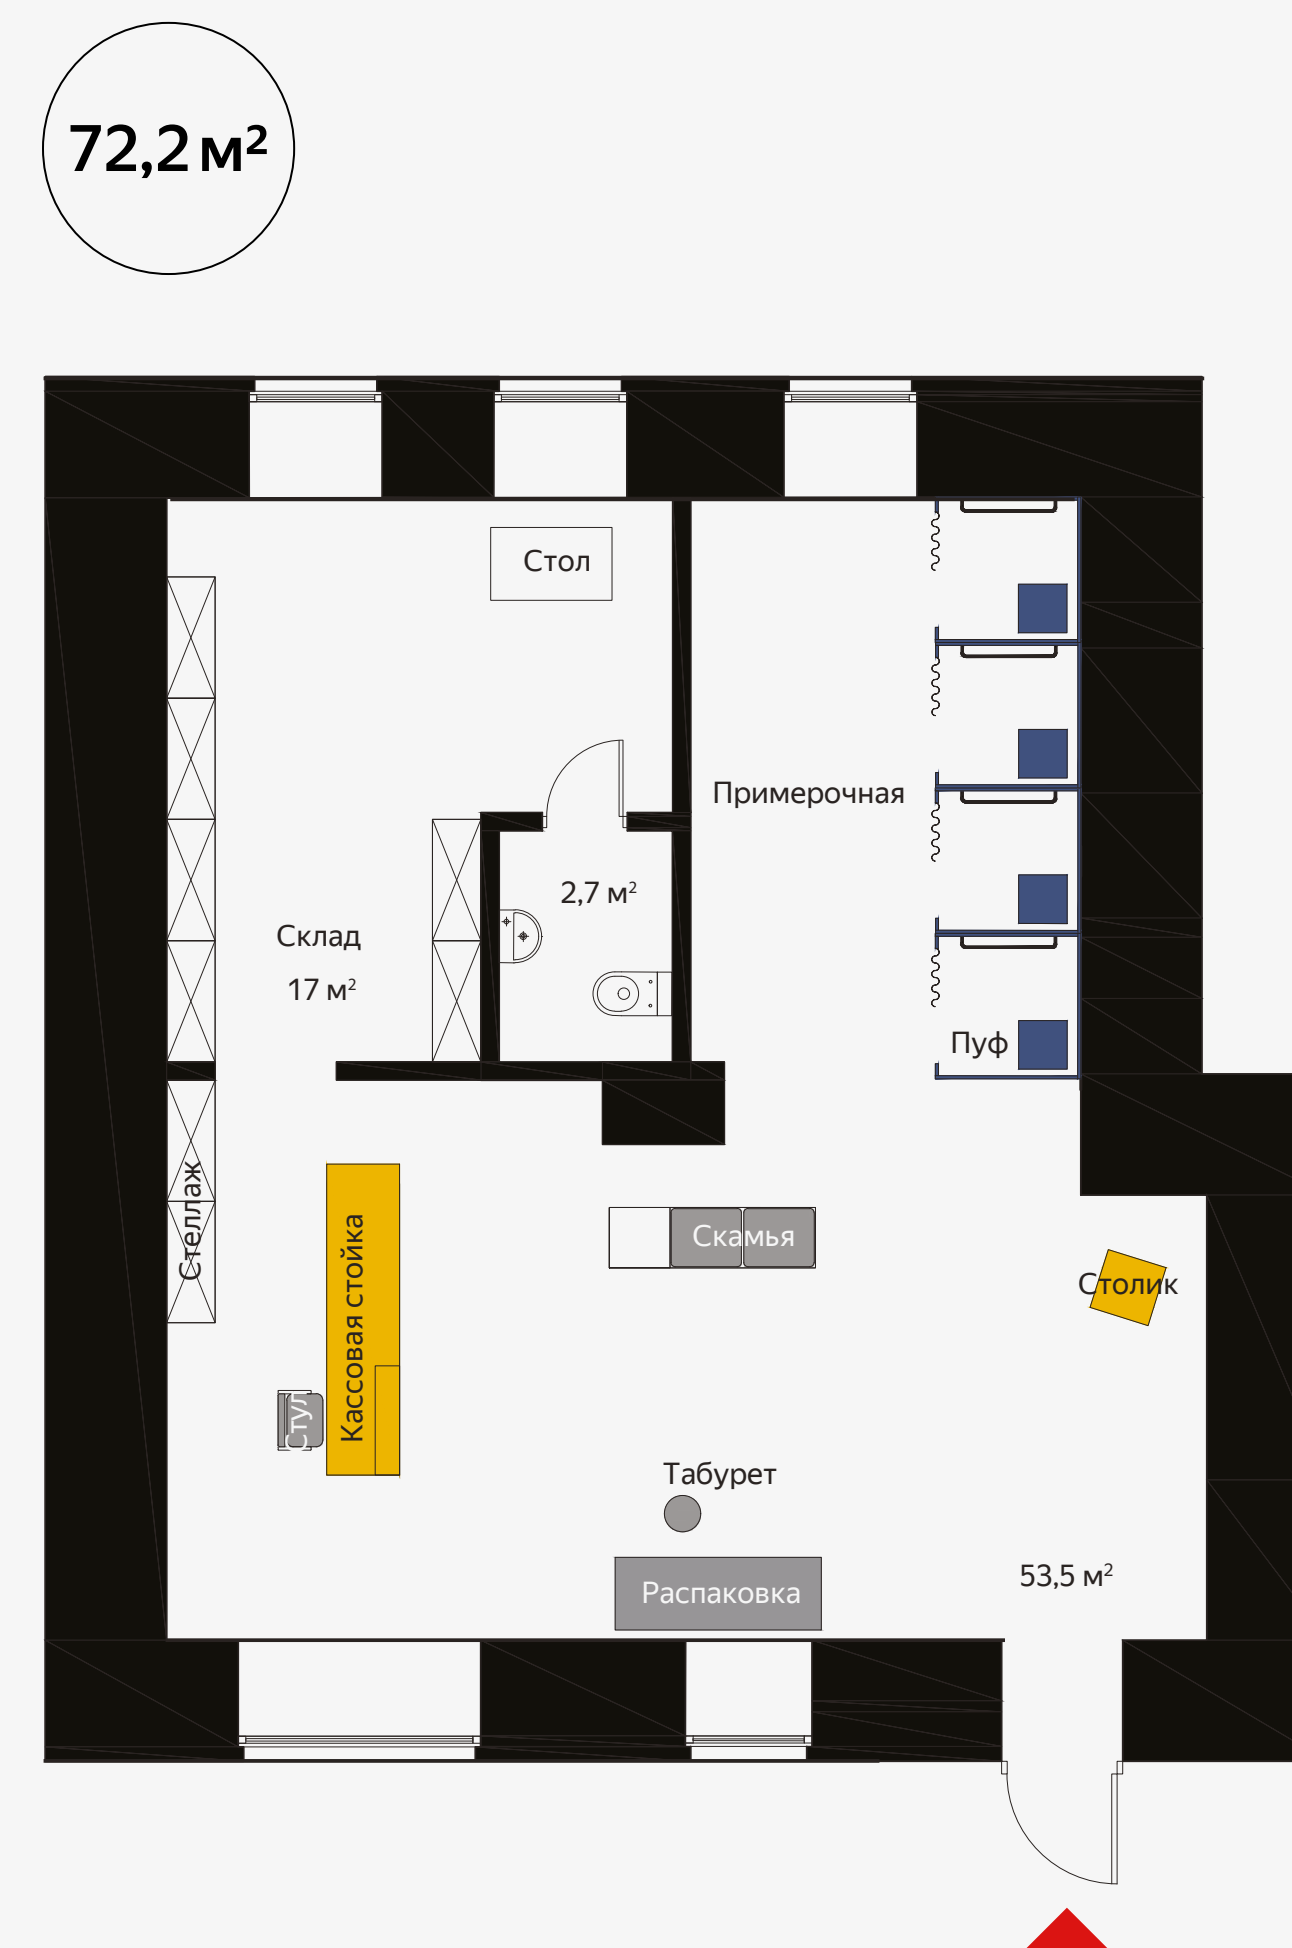 72,2 м²
Стол
Примерочная
2,7 м²
Склад
17 м²
Пуф
Стеллаж
Кассовая стойка
Скамья
Столик
Стул
Табурет
53,5 м²
Распаковка